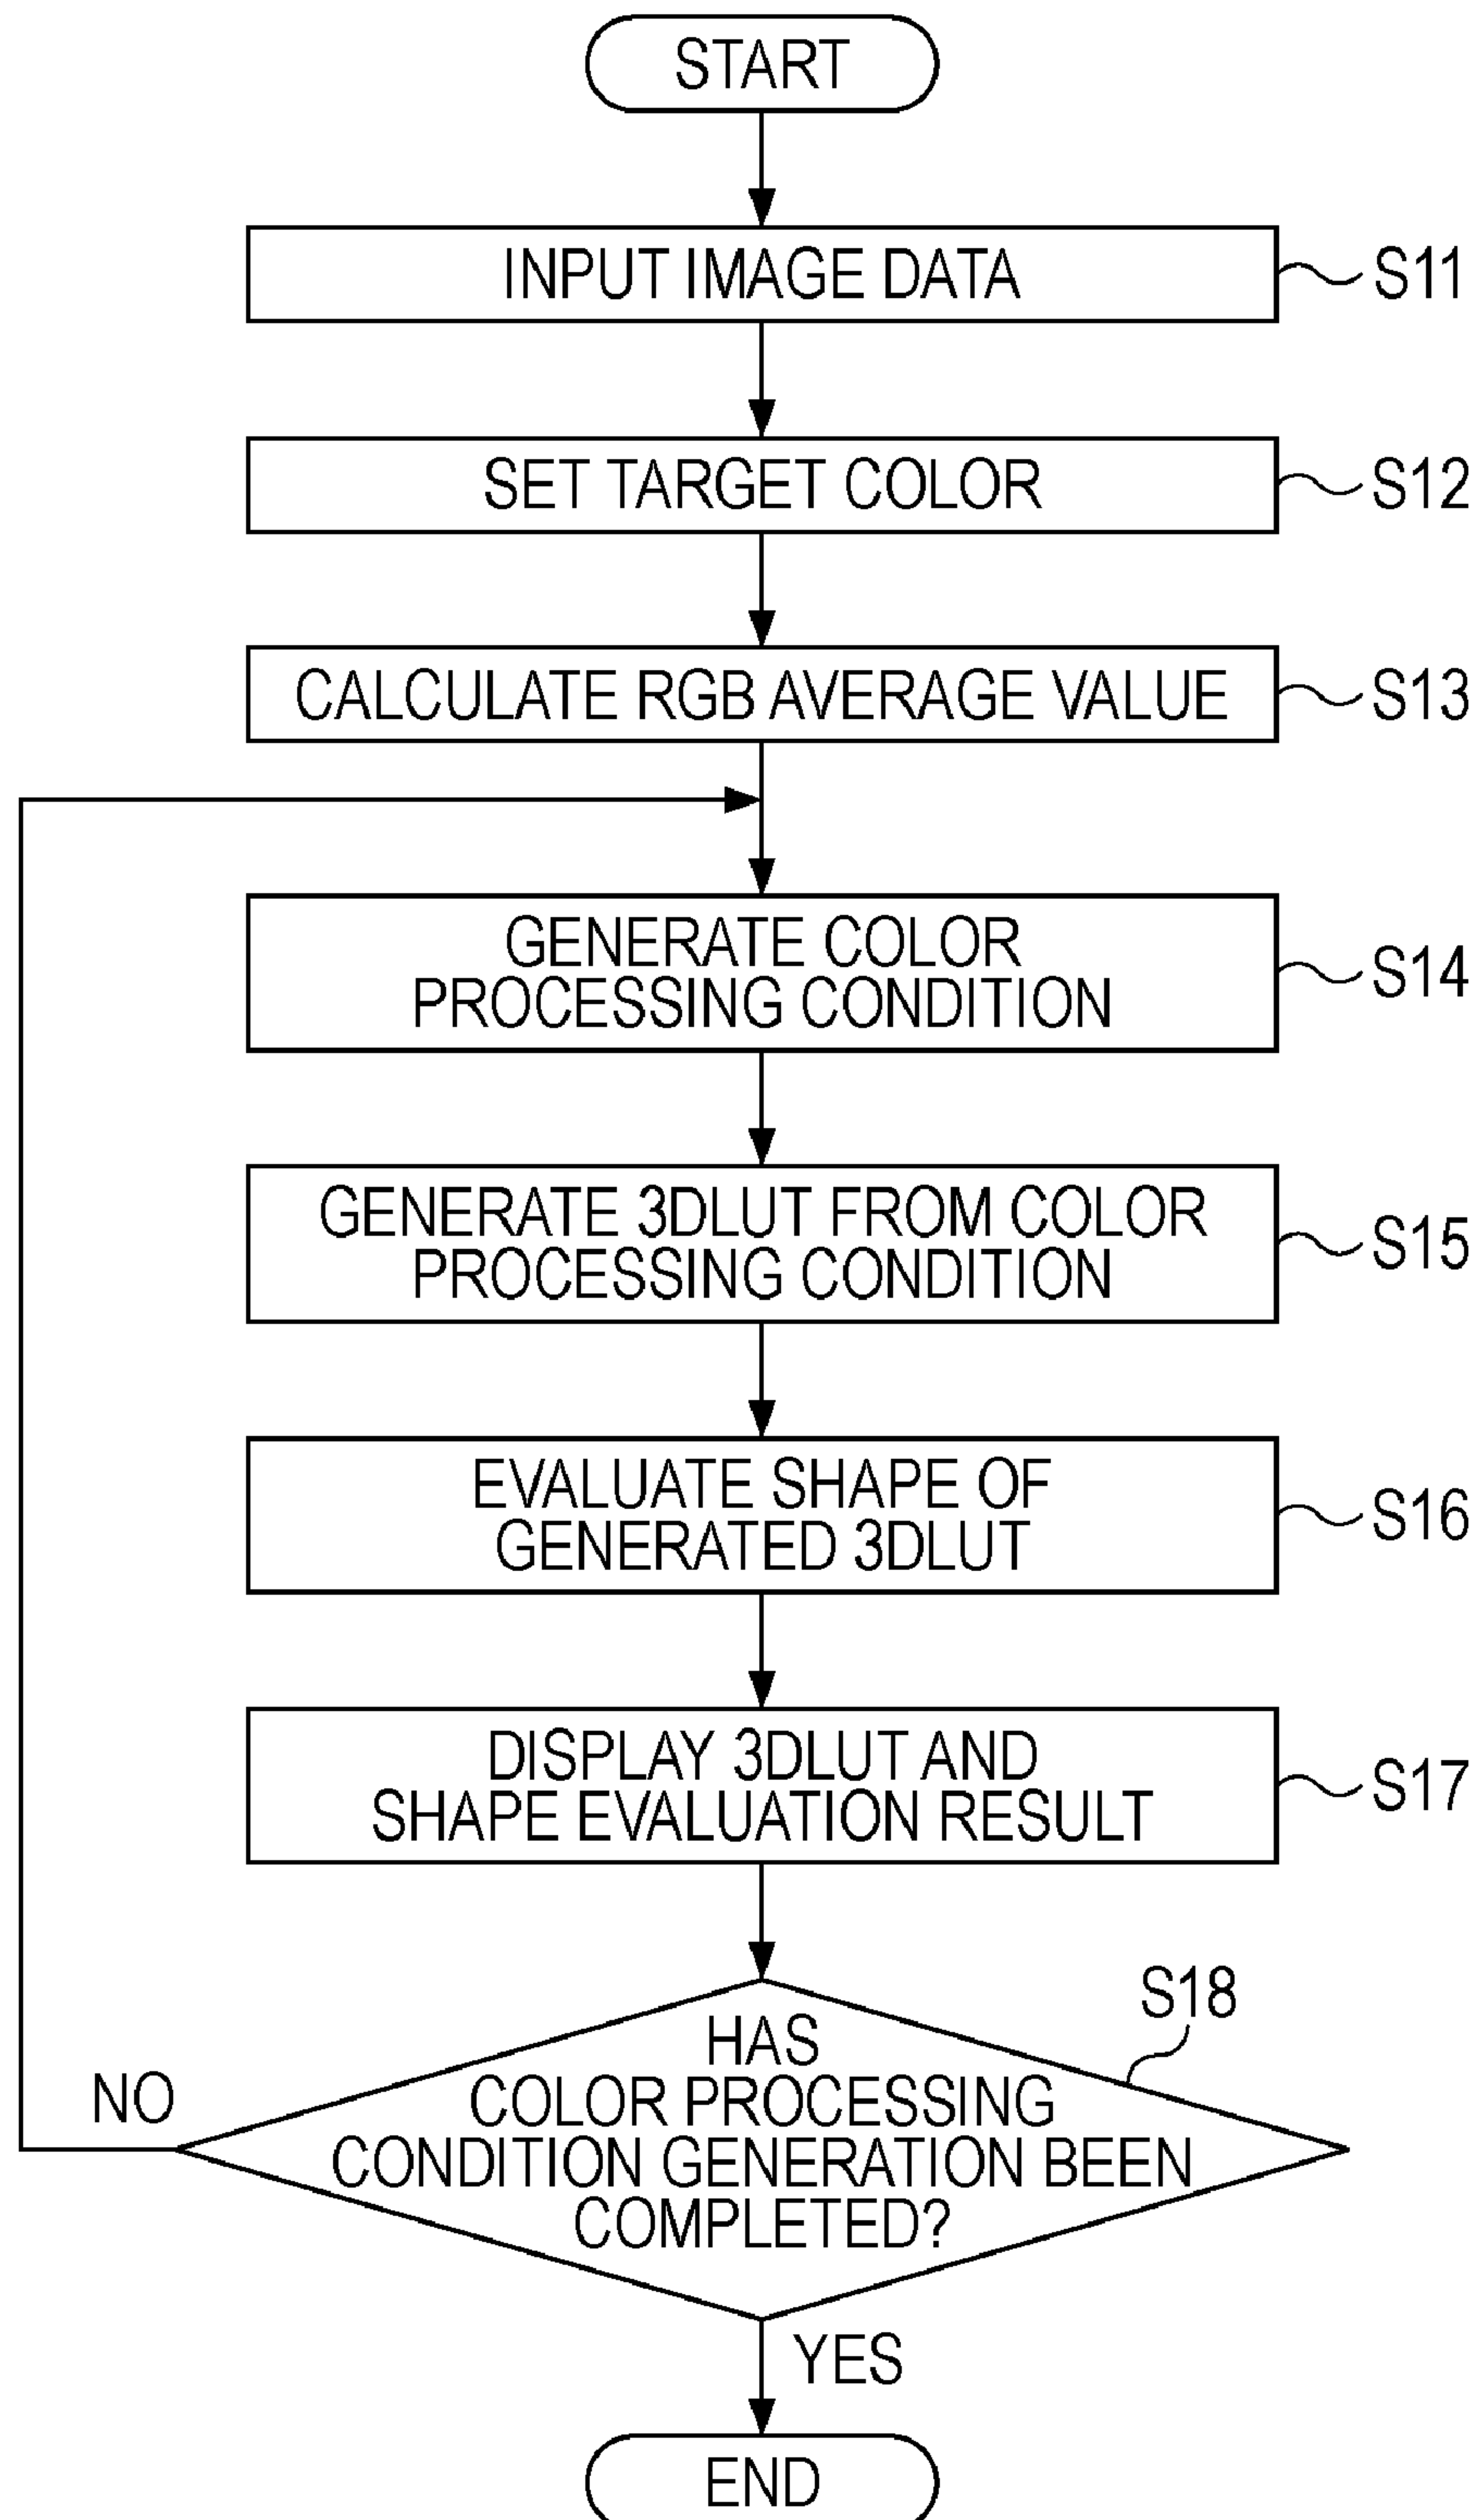 START
INPUT IMAGE DATA
S11
SET TARGET COLOR
S12
CALCULATE RGB AVERAGE VALUE
S13
GENERATE COLOR
PROCESSING CONDITION
S14
GENERATE 3DLUT FROM COLOR
PROCESSING CONDITION
S15
EVALUATE SHAPE OF
GENERATED 3DLUT
S16
DISPLAY 3DLUT AND
SHAPE EVALUATION RESULT
S17
S18
HAS
COLOR PROCESSING
CONDITION GENERATION BEEN
COMPLETED?
NO
YES
END